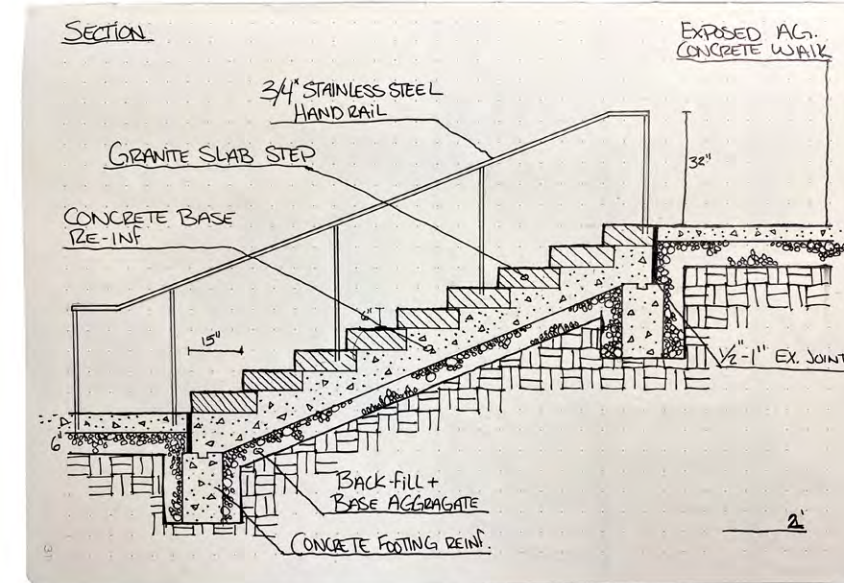 SECTION
EXPOSED AG.
CONCRETE WALK
3/4" STAINLESS STEEL
HAND RAIL
GRANITE SLAB STEP
32"
CONCRETE BASE
RE-INF
6"
15"
1/2"-1" EX. JOINT
6"
BACK-FILL +
BASE AGGRAGATE
2'
CONCRETE FOOTING REINF.
31